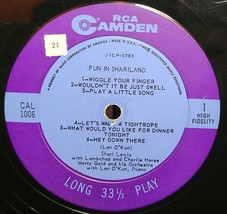 RCA
CAMDEN
21
FUN IN SHARILAND
1-WIGGLE YOUR FINGER
2-WOULDN'T IT BE JUST SWELL
3-PLAY A LITTLE SONG
CAL
1006
1
HIGH
FIDELITY
4-LET'S WALK A TIGHTROPE
5-WHAT WOULD YOU LIKE FOR DINNER
TONIGHT
6-HEY DOWN THERE
(Lan O'Kun)
Shari Lewis
with Lambchop and Charlie Horse
Marty Gold and his Orchestra
with Lan O'Kun, Piano
LONG 33⅓ PLAY